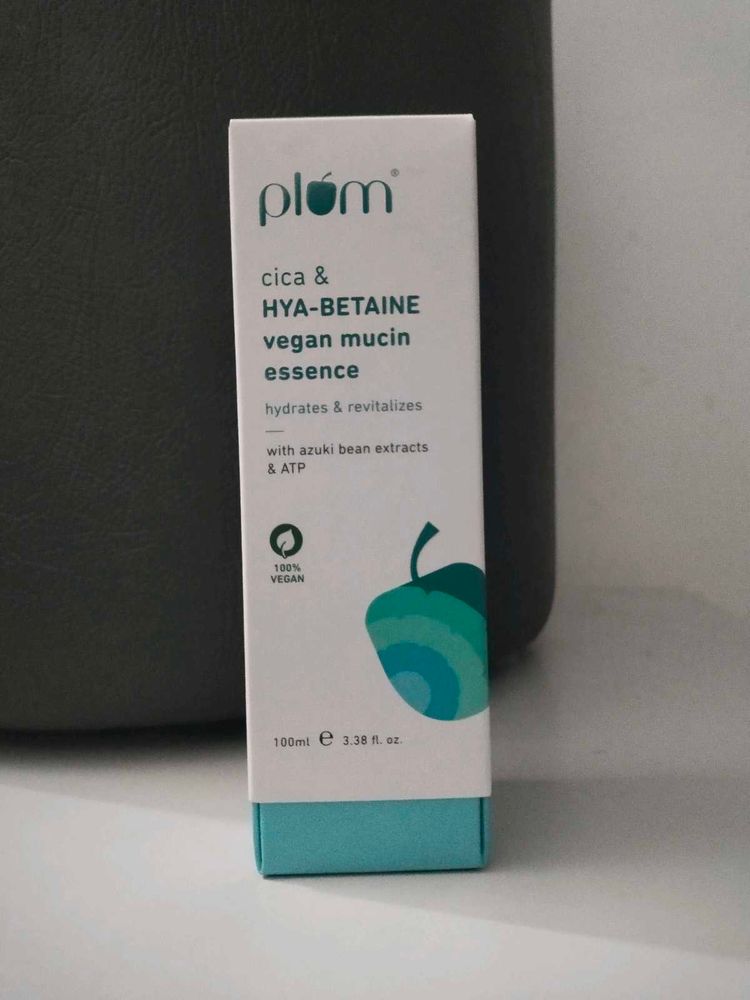 plum®
cica &
HYA-BETAINE
vegan mucin
essence
hydrates & revitalizes
with azuki bean extracts
& ATP
100%
VEGAN
100ml ℮ 3.38 fl. oz.